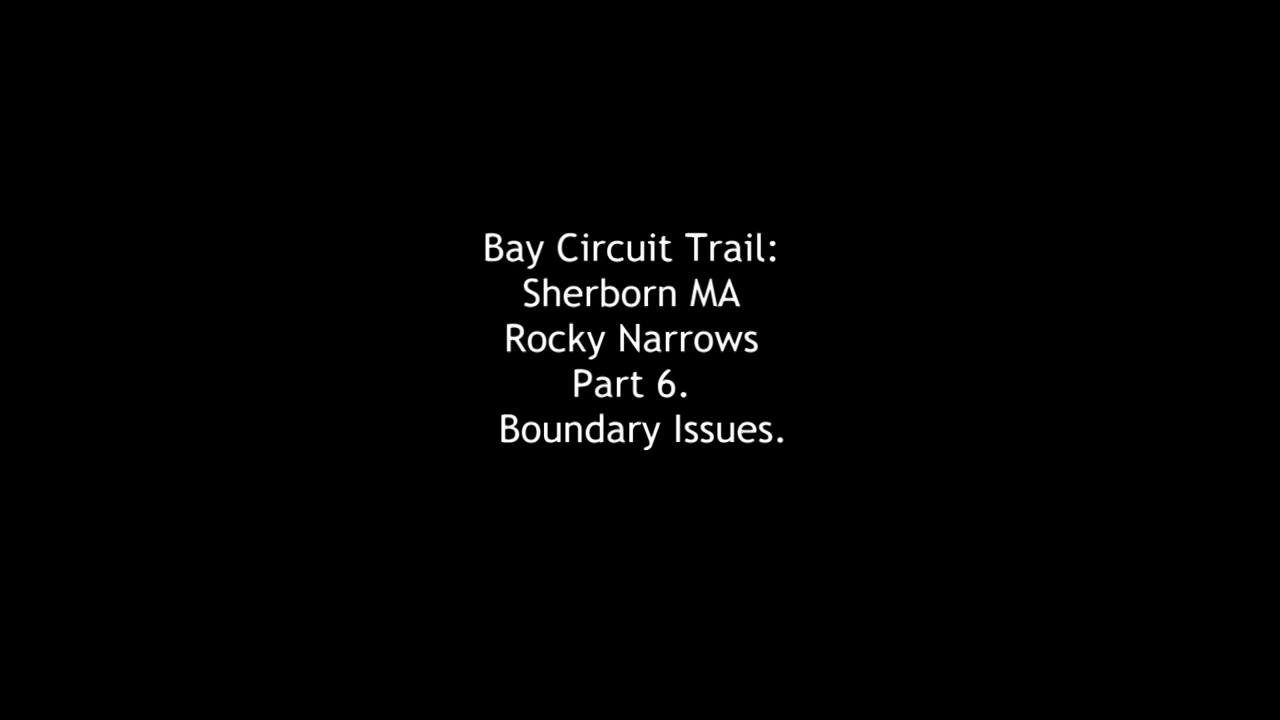 Bay Circuit Trail:
Sherborn MA
Rocky Narrows
Part 6.
Boundary Issues.